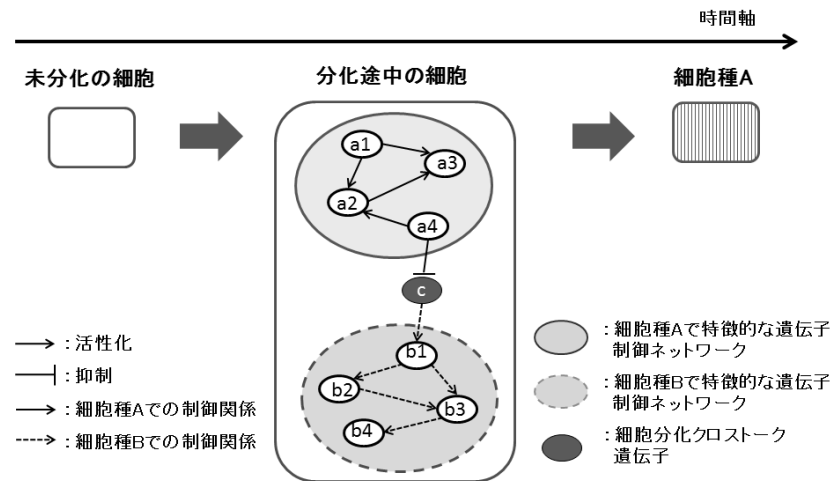 時間軸
未分化の細胞
分化途中の細胞
細胞種A
a1
a3
a2
a4
c
b1
b2
b3
b4
：活性化
：抑制
：細胞種Aでの制御関係
：細胞種Bでの制御関係
：細胞種Aで特徴的な遺伝子
制御ネットワーク
：細胞種Bで特徴的な遺伝子
制御ネットワーク
：細胞分化クロストーク
遺伝子